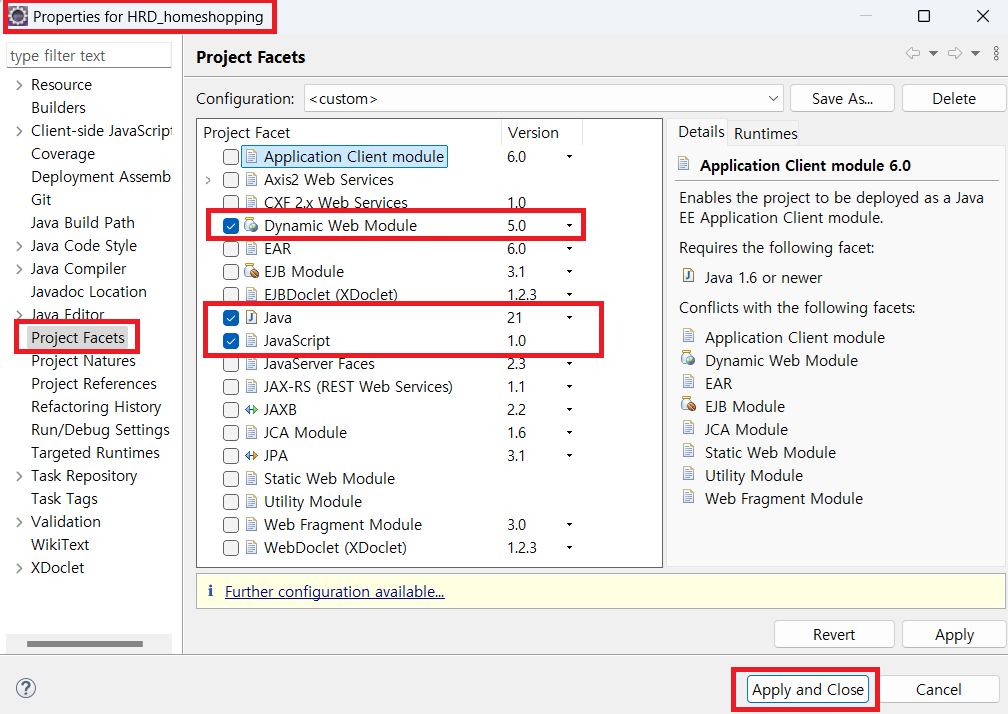 Properties for HRD_homeshopping
type filter text
Resource
Builders
Client-side JavaScript
Coverage
Deployment Assemb
Git
Java Build Path
Java Code Style
Java Compiler
Javadoc Location
Java Editor
Project Facets
Project Natures
Project References
Refactoring History
Run/Debug Settings
Targeted Runtimes
Task Repository
Task Tags
Validation
WikiText
XDoclet
Project Facets
Configuration: <custom> Save As... Delete
Project Facet Version
Application Client module 6.0
Axis2 Web Services
CXF 2.x Web Services 1.0
Dynamic Web Module 5.0
EAR 6.0
EJB Module 3.1
EJBDoclet (XDoclet) 1.2.3
Java 21
JavaScript 1.0
JavaServer Faces 2.3
JAX-RS (REST Web Services) 1.1
JAXB 2.2
JCA Module 1.6
JPA 3.1
Static Web Module
Utility Module
Web Fragment Module 3.0
WebDoclet (XDoclet) 1.2.3
Details Runtimes
Application Client module 6.0
Enables the project to be deployed as a Java
EE Application Client module.
Requires the following facet:
Java 1.6 or newer
Conflicts with the following facets:
Application Client module
Dynamic Web Module
EAR
EJB Module
JCA Module
Static Web Module
Utility Module
Web Fragment Module
Further configuration available...
Revert Apply
Apply and Close Cancel